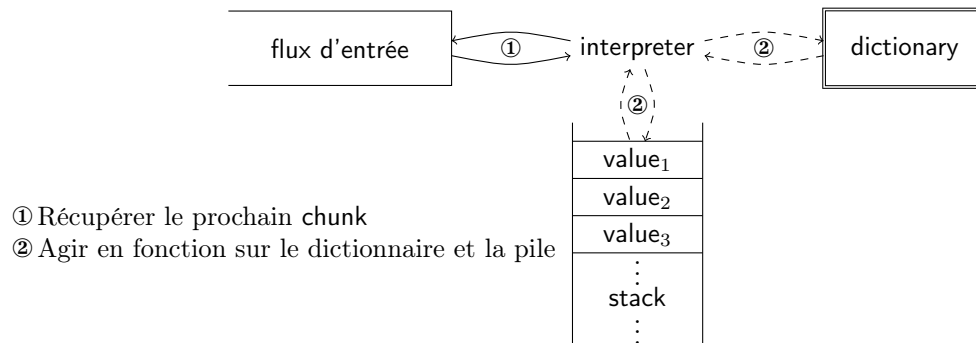 flux d'entrée ① interpreter ② dictionary
②
value₁
value₂
value₃
stack
① Récupérer le prochain chunk
② Agir en fonction sur le dictionnaire et la pile